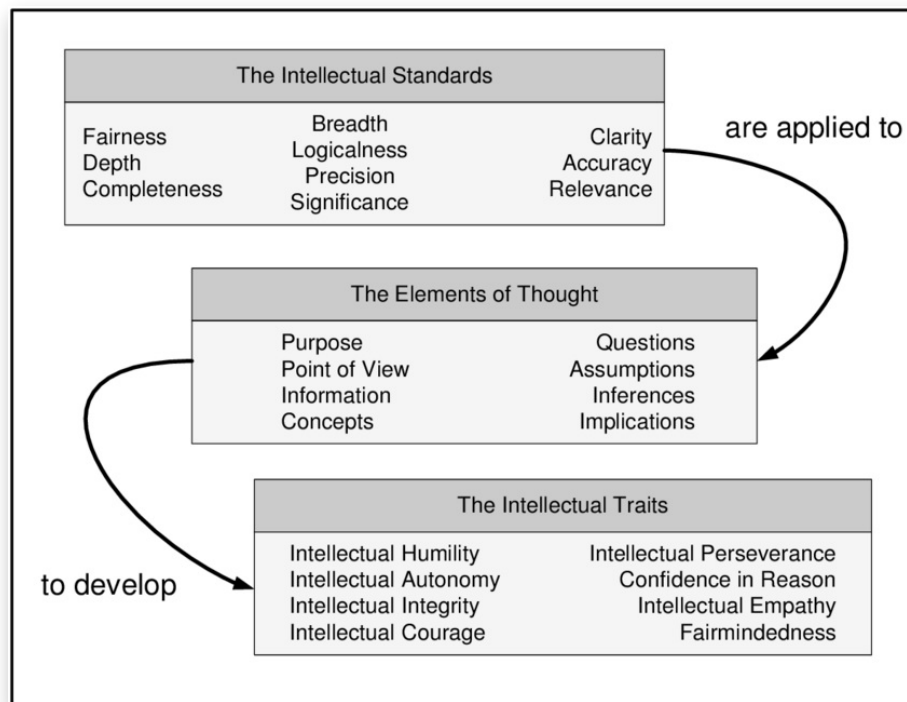 The Intellectual Standards
Fairness
Depth
Completeness
Breadth
Logicalness
Precision
Significance
Clarity
Accuracy
Relevance
are applied to
The Elements of Thought
Purpose
Point of View
Information
Concepts
Questions
Assumptions
Inferences
Implications
to develop
The Intellectual Traits
Intellectual Humility
Intellectual Autonomy
Intellectual Integrity
Intellectual Courage
Intellectual Perseverance
Confidence in Reason
Intellectual Empathy
Fairmindedness